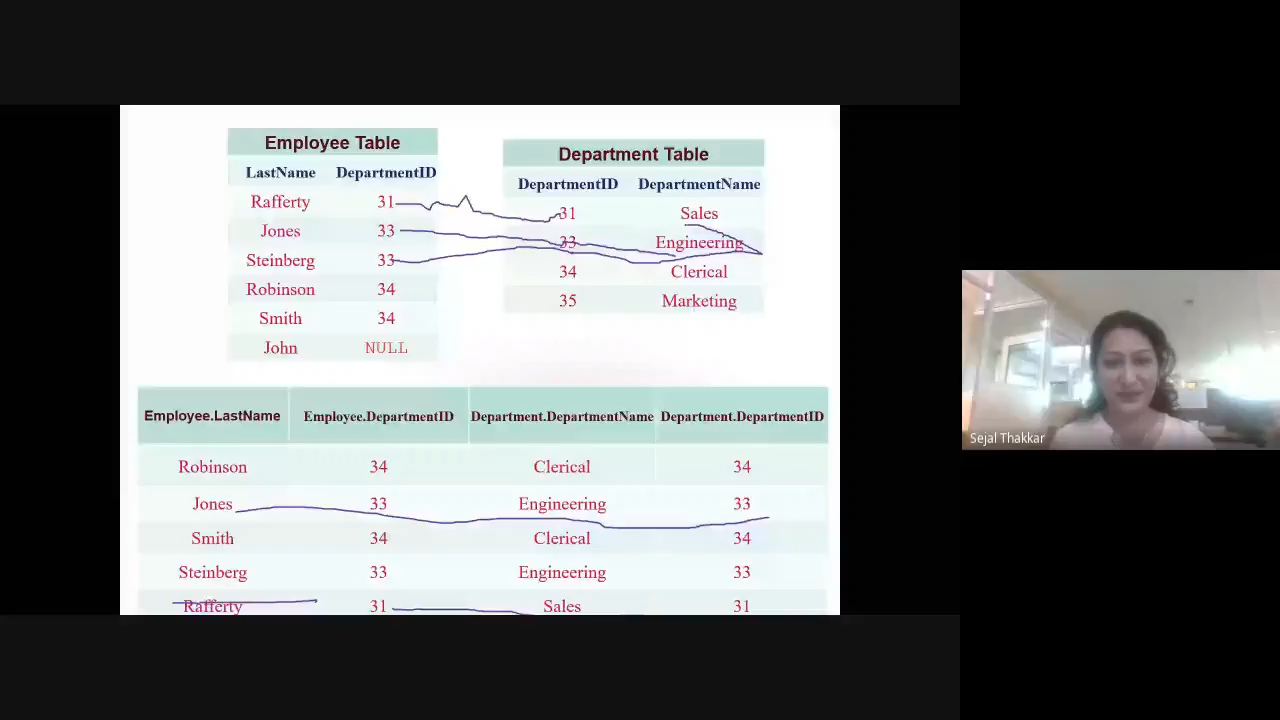 Employee Table
LastName DepartmentID
Rafferty 31
Jones 33
Steinberg 33
Robinson 34
Smith 34
John NULL
Department Table
DepartmentID DepartmentName
31 Sales
33 Engineering
34 Clerical
35 Marketing
Employee.LastName Employee.DepartmentID Department.DepartmentName Department.DepartmentID
Robinson 34 Clerical 34
Jones 33 Engineering 33
Smith 34 Clerical 34
Steinberg 33 Engineering 33
Rafferty 31 Sales 31
Sejal Thakkar